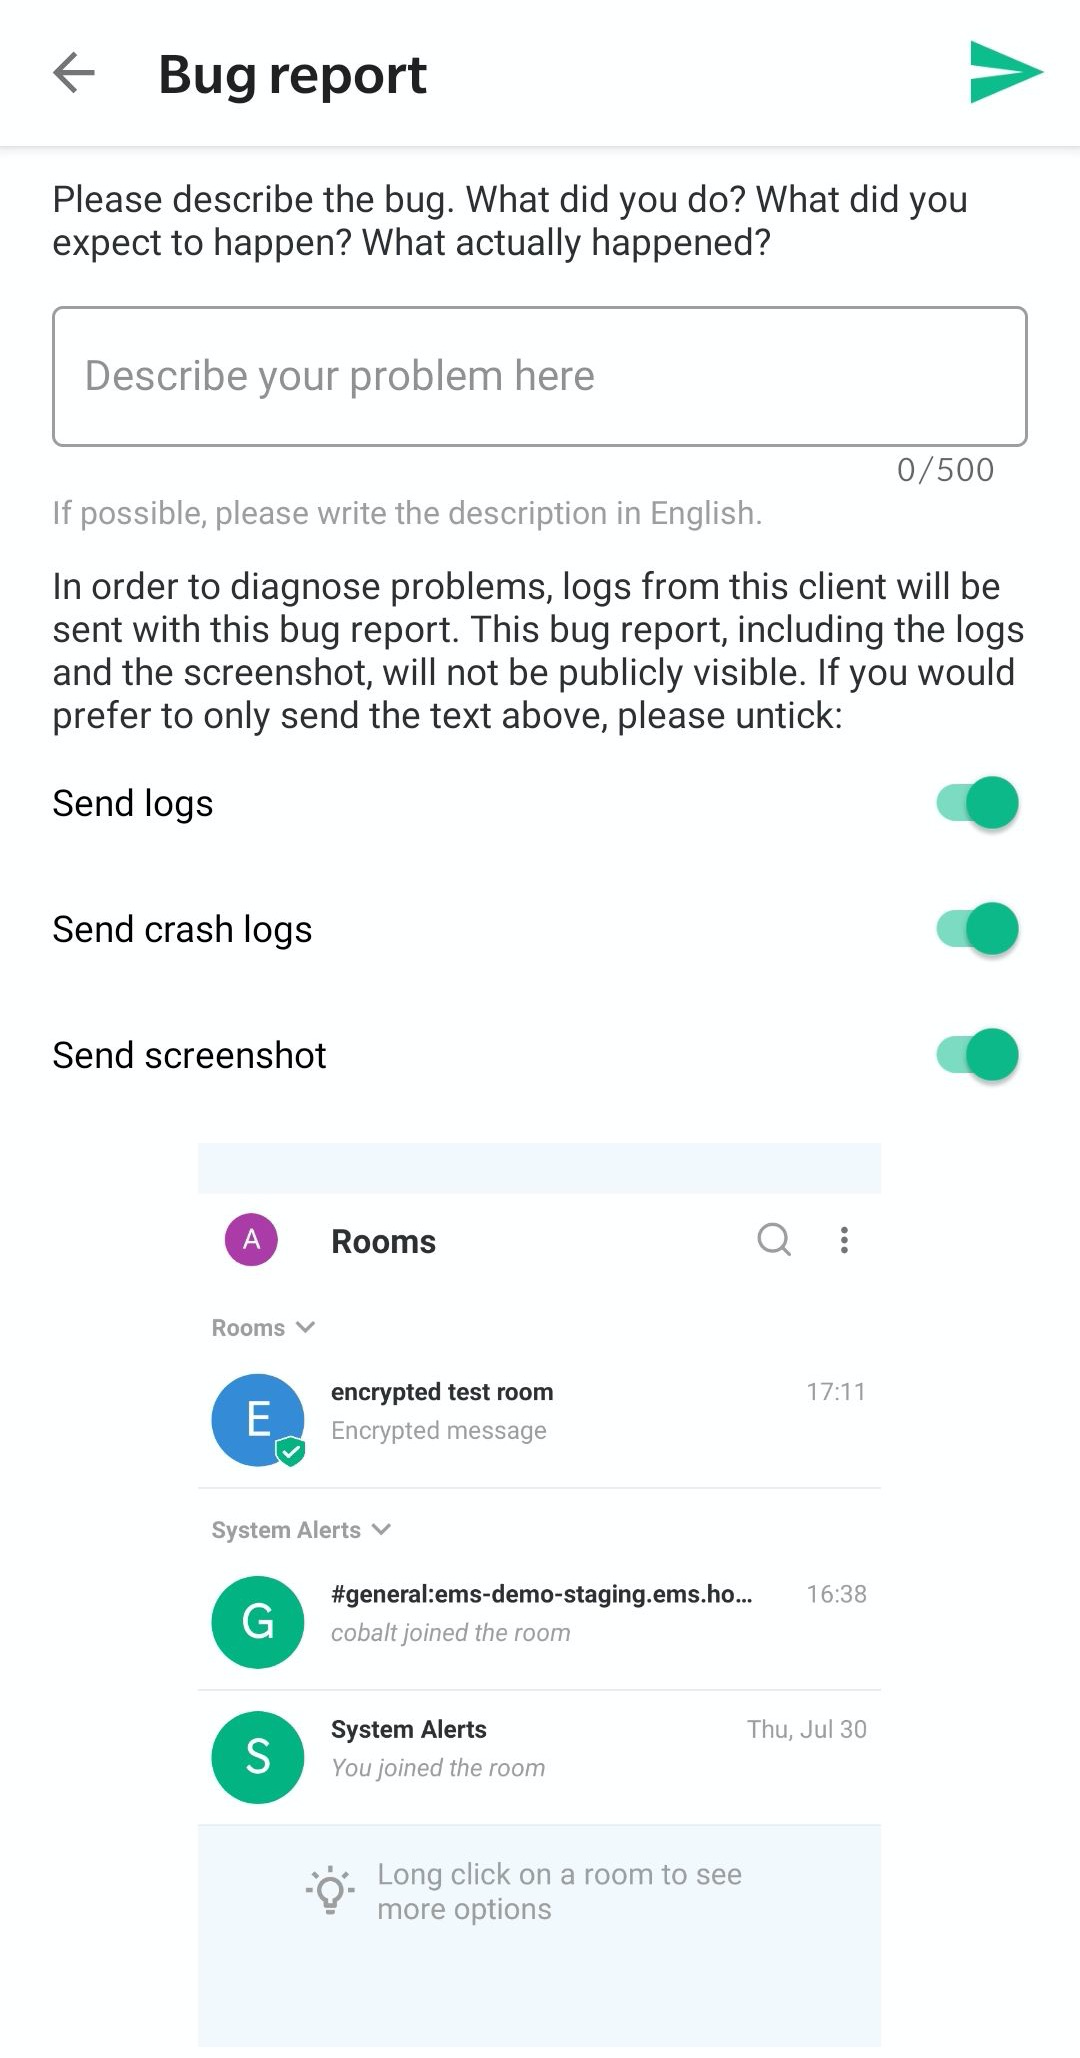 Bug report
Please describe the bug. What did you do? What did you
expect to happen? What actually happened?
Describe your problem here
0/500
If possible, please write the description in English.
In order to diagnose problems, logs from this client will be
sent with this bug report. This bug report, including the logs
and the screenshot, will not be publicly visible. If you would
prefer to only send the text above, please untick:
Send logs
Send crash logs
Send screenshot
A Rooms
Rooms
E encrypted test room 17:11
Encrypted message
System Alerts
G #general:ems-demo-staging.ems.ho... 16:38
cobalt joined the room
S System Alerts Thu, Jul 30
You joined the room
Long click on a room to see
more options